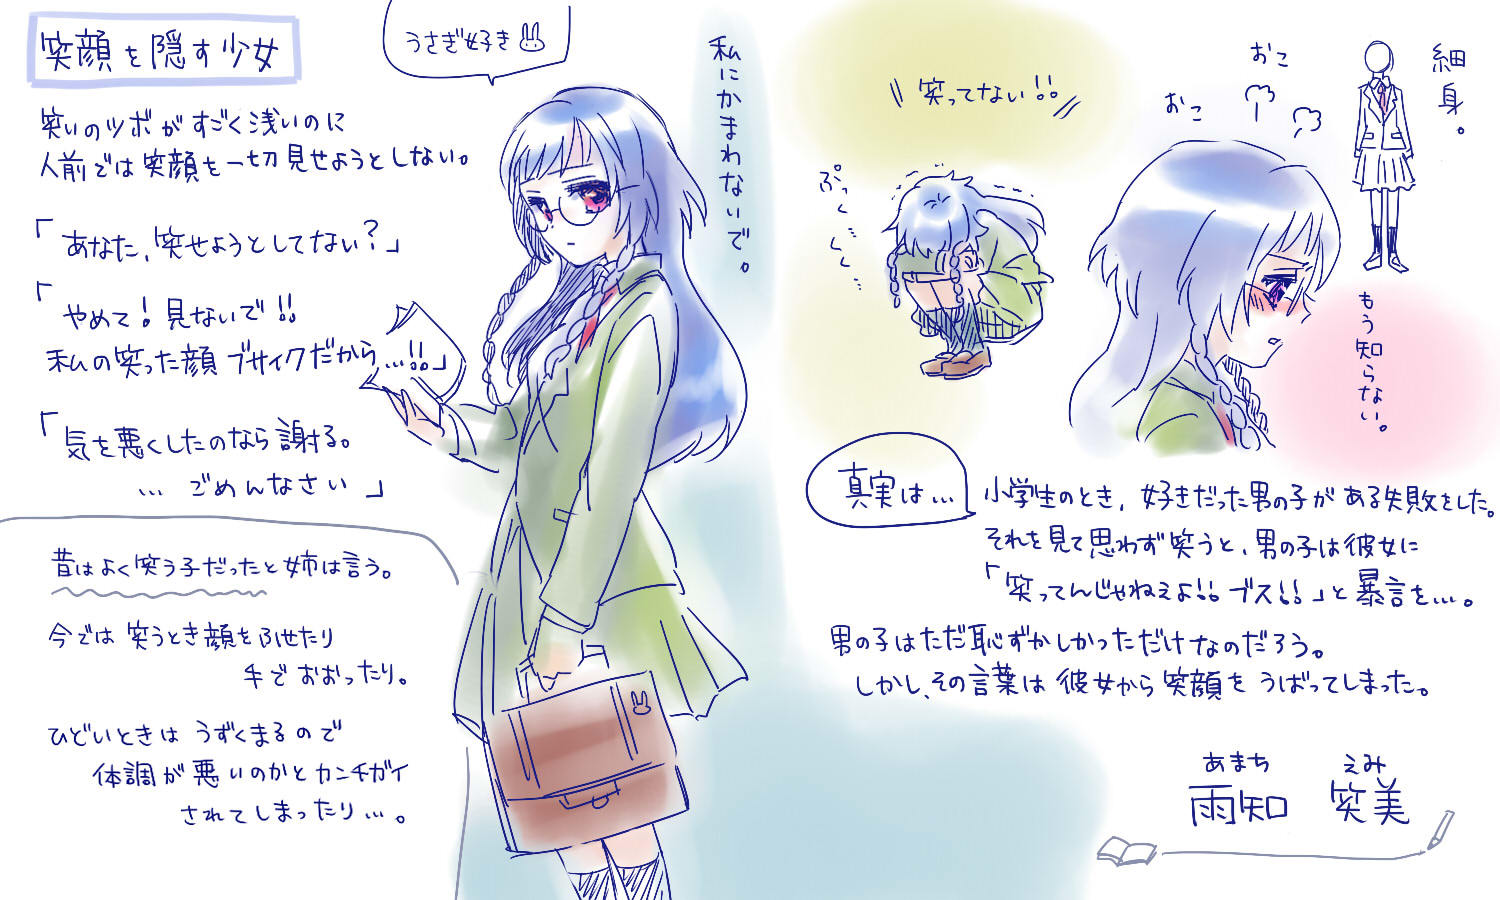 笑顔を隠す少女
笑いのツボがすごく浅いのに
人前では笑顔を一切見せようとしない。
「あなた、笑せようとしてない？」
「やめて！見ないで!!
私の笑った顔ブサイクだから…!!」
「気を悪くしたのなら謝る。
… ごめんなさい」
昔はよく笑う子だったと姉は言う。
今では笑うとき顔をふせたり
手でおおったり。
ひどいときはうずくまるので
体調が悪いのかとカンチガイ
されてしまったり…。
うさぎ好き
私にかまわないで。
笑ってない!!
ぷっくくく…
おこ
おこ
細身。
もう知らない。
真実は…
小学生のとき、好きだった男の子がある失敗をした。
それを見て思わず笑うと、男の子は彼女に
「笑ってんじゃねえよ!!ブス!!」と暴言を…。
男の子はただ恥ずかしかっただけなのだろう。
しかし、その言葉は彼女から笑顔をうばってしまった。
あまち えみ
雨知 笑美